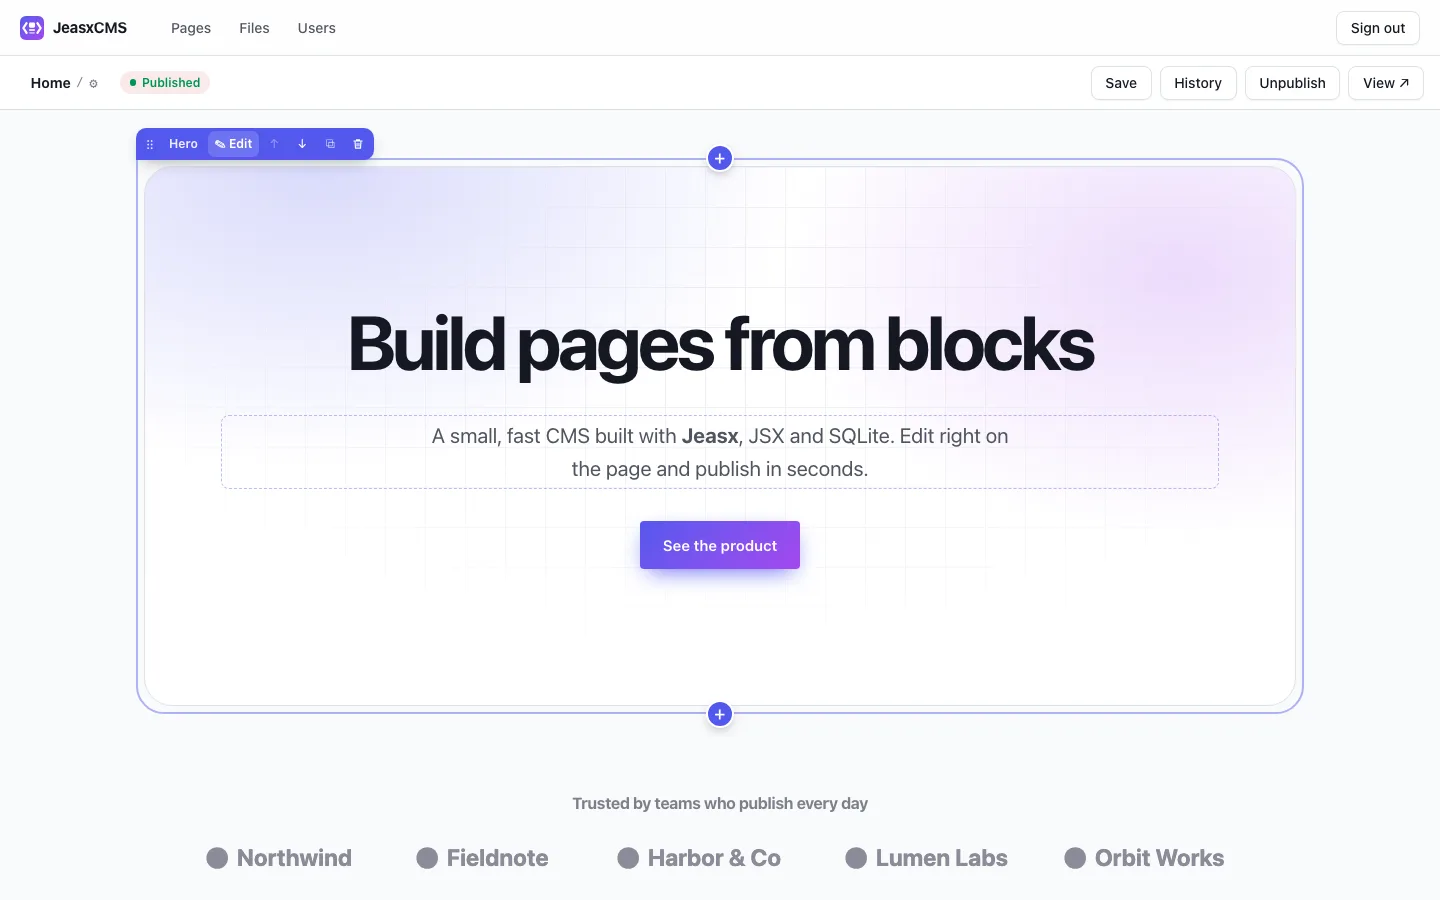 JeasxCMS Pages Files Users Sign out
Home / Published Save History Unpublish View ↗
Hero Edit
Build pages from blocks
A small, fast CMS built with Jeasx, JSX and SQLite. Edit right on
the page and publish in seconds.
See the product
Trusted by teams who publish every day
Northwind Fieldnote Harbor & Co Lumen Labs Orbit Works